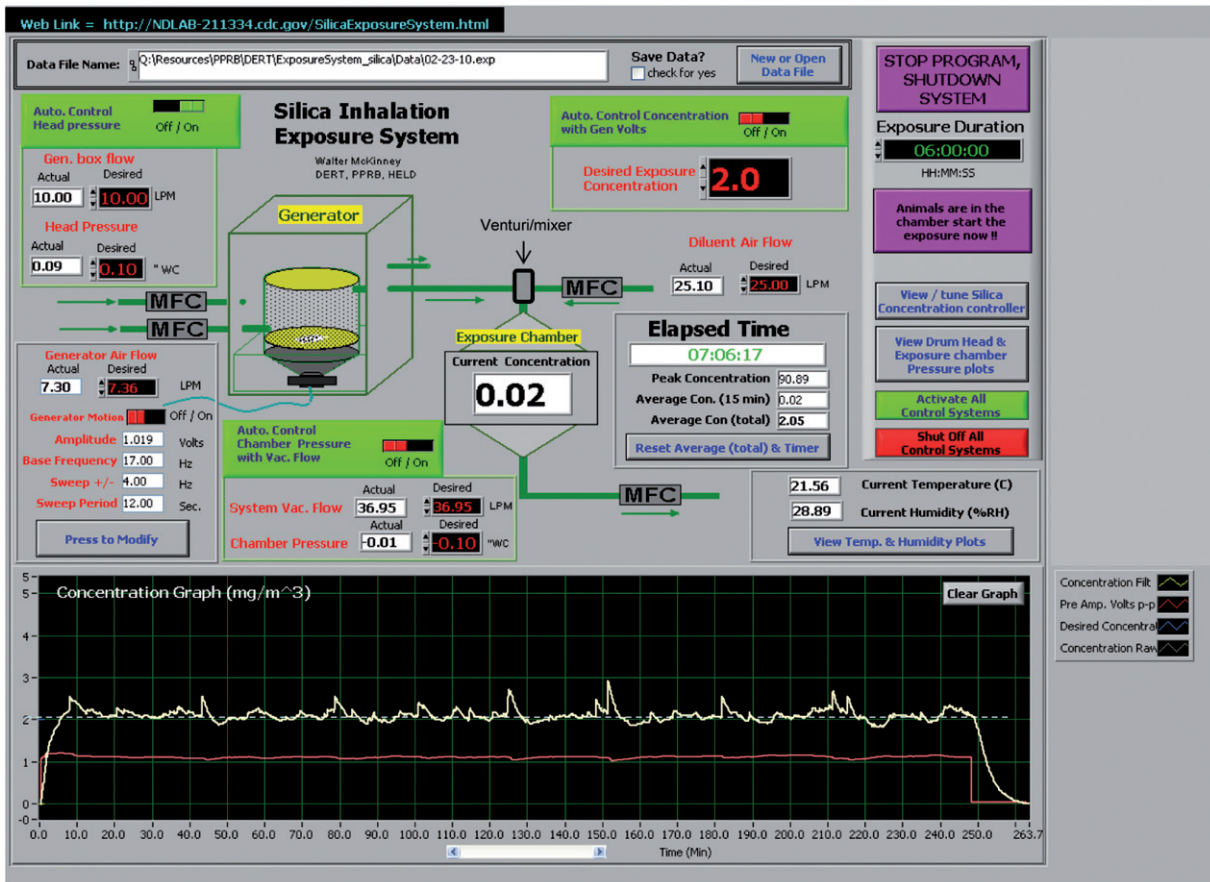 Web Link = http://NDLAB-211334.cdc.gov/SilicaExposureSystem.html
Data File Name: Q:\Resources\PPRB\DERT\ExposureSystem_silica\Data\02-23-10.exp
Save Data?
check for yes
New or Open
Data File
STOP PROGRAM,
SHUTDOWN
SYSTEM
Exposure Duration
06:00:00
HH:MM:SS
Animals are in the
chamber start the
exposure now !!
View / tune Silica
Concentration controller
View Drum Head &
Exposure chamber
Pressure plots
Activate All
Control Systems
Shut Off All
Control Systems
Auto. Control
Head pressure
Off / On
Gen. box flow
Actual Desired
10.00 10.00 LPM
Head Pressure
Actual Desired
0.09 0.10 " WC
Silica Inhalation
Exposure System
Walter McKinney
DERT, PPRB, HELD
Auto. Control Concentration
with Gen Volts
Off / On
Desired Exposure
Concentration
2.0
Generator
Venturi/mixer
Diluent Air Flow
Actual Desired
25.10 25.00 LPM
MFC
MFC
MFC
Exposure Chamber
Current Concentration
0.02
Elapsed Time
07:06:17
Peak Concentration 90.89
Average Con. (15 min) 0.02
Average Con (total) 2.05
Reset Average (total) & Timer
Generator Air Flow
Actual Desired
7.30 7.36 LPM
Generator Motion Off / On
Amplitude 1.019 Volts
Base Frequency 17.00 Hz
Sweep +/- 4.00 Hz
Sweep Period 12.00 Sec.
Press to Modify
Auto. Control
Chamber Pressure
with Vac. Flow
Off / On
Actual Desired
System Vac. Flow 36.95 36.95 LPM
Actual Desired
Chamber Pressure -0.01 -0.10 "WC
MFC
21.56 Current Temperature (C)
28.89 Current Humidity (%RH)
View Temp. & Humidity Plots
Concentration Graph (mg/m^3)
Clear Graph
5-
5-
4-
3-
2-
1-
0-
-0-
0.0 10.0 20.0 30.0 40.0 50.0 60.0 70.0 80.0 90.0 100.0 110.0 120.0 130.0 140.0 150.0 160.0 170.0 180.0 190.0 200.0 210.0 220.0 230.0 240.0 250.0 263.7
Time (Min)
Concentration Filt
Pre Amp. Volts p-p
Desired Concentral
Concentration Raw